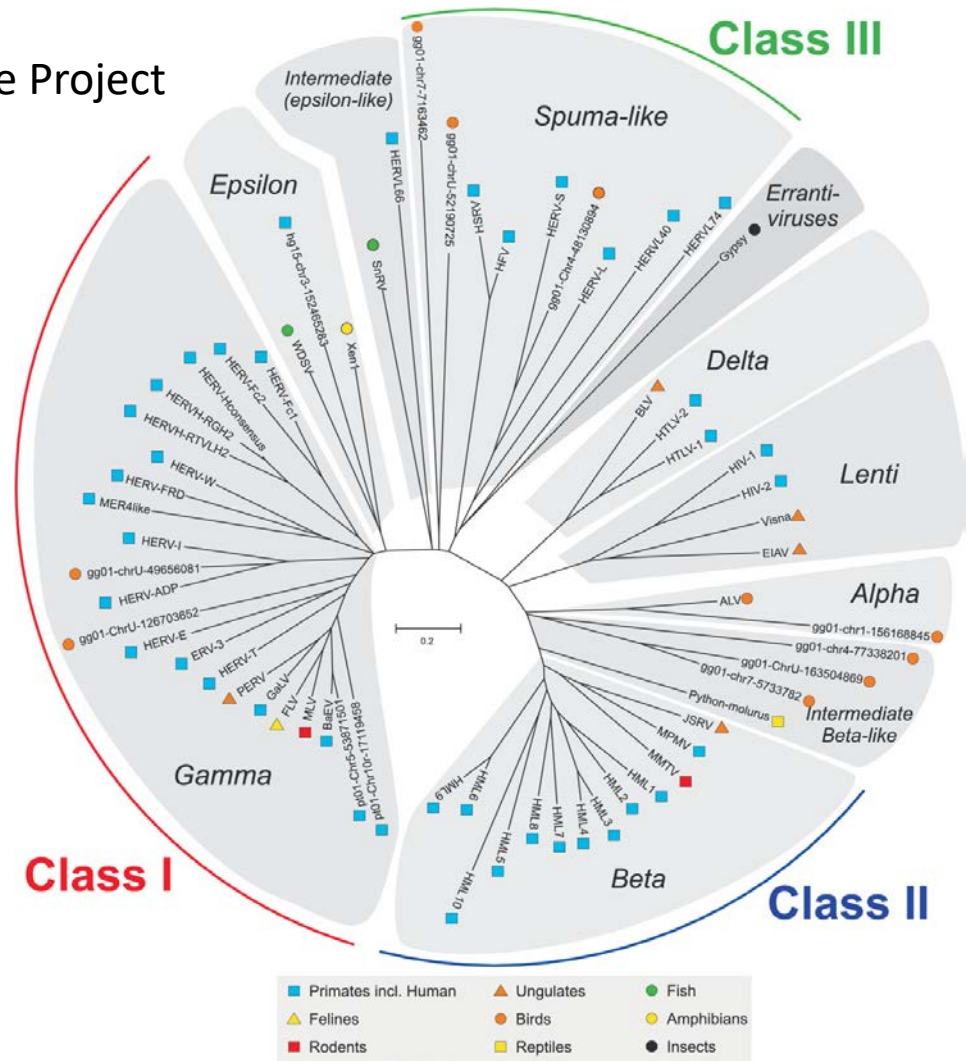 e Project
Class III
Intermediate
(epsilon-like)
Spuma-like
Epsilon
Erranti-
viruses
Delta
Lenti
Alpha
Intermediate
Beta-like
Beta
Class II
Gamma
Class I
gg01-chr7-7163462
gg01-chrU-52190725
HSRV
HFV
HERV-S
gg01-Chr4-48130894
HERV-L
HERVL40
HERVL74
Gypsy
BLV
HTLV-2
HTLV-1
HIV-1
HIV-2
Visna
EIAV
ALV
gg01-chr1-156168845
gg01-chr4-77338201
gg01-ChrU-163504869
gg01-chr7-5733782
Python-molurus
JSRV
MPMV
MMTV
HML1
HML2
HML3
HML4
HML7
HML8
HML5
HML10
HML6
HML9
pt01-Chr10r-17119458
pt01-Chr5-53871501
BaEV
MLV
FLV
GaLV
PERV
HERV-T
ERV-3
HERV-E
gg01-ChrU-126703652
HERV-ADP
gg01-chrU-49656081
HERV-I
MER4like
HERV-FRD
HERV-W
HERVH-RTVLH2
HERVH-RGH2
HERV-Hconsensus
HERV-Fc2
HERV-Fc1
WDSV
hg15-chr3-152465283
Xen1
SnRV
HERVL66
0.2
Primates incl. Human
Ungulates
Fish
Felines
Birds
Amphibians
Rodents
Reptiles
Insects